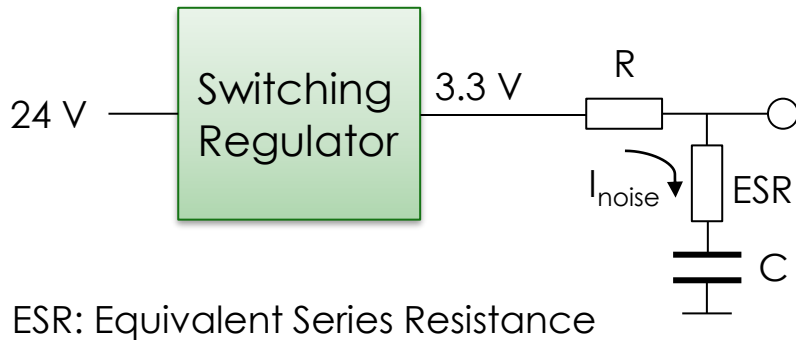 R
24 V
Switching
Regulator
3.3 V
I_noise
ESR
C
ESR: Equivalent Series Resistance